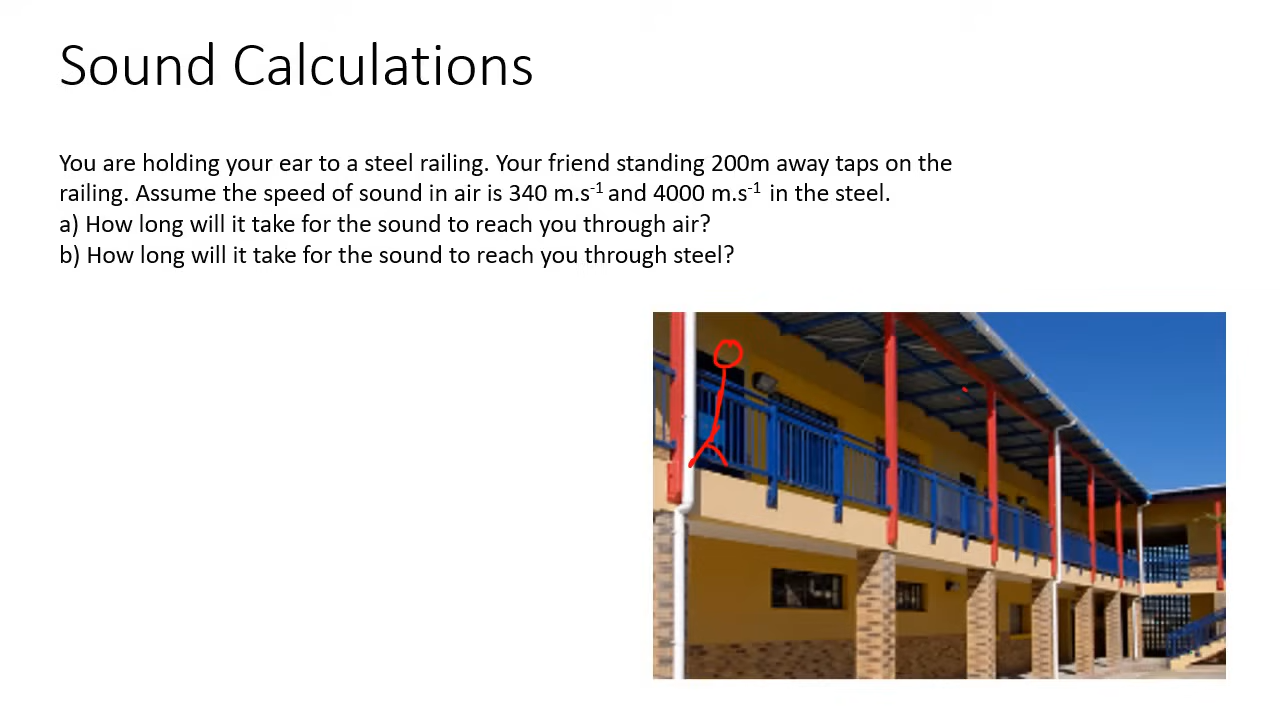 Sound Calculations
You are holding your ear to a steel railing. Your friend standing 200m away taps on the
railing. Assume the speed of sound in air is 340 m.s⁻¹ and 4000 m.s⁻¹ in the steel.
a) How long will it take for the sound to reach you through air?
b) How long will it take for the sound to reach you through steel?